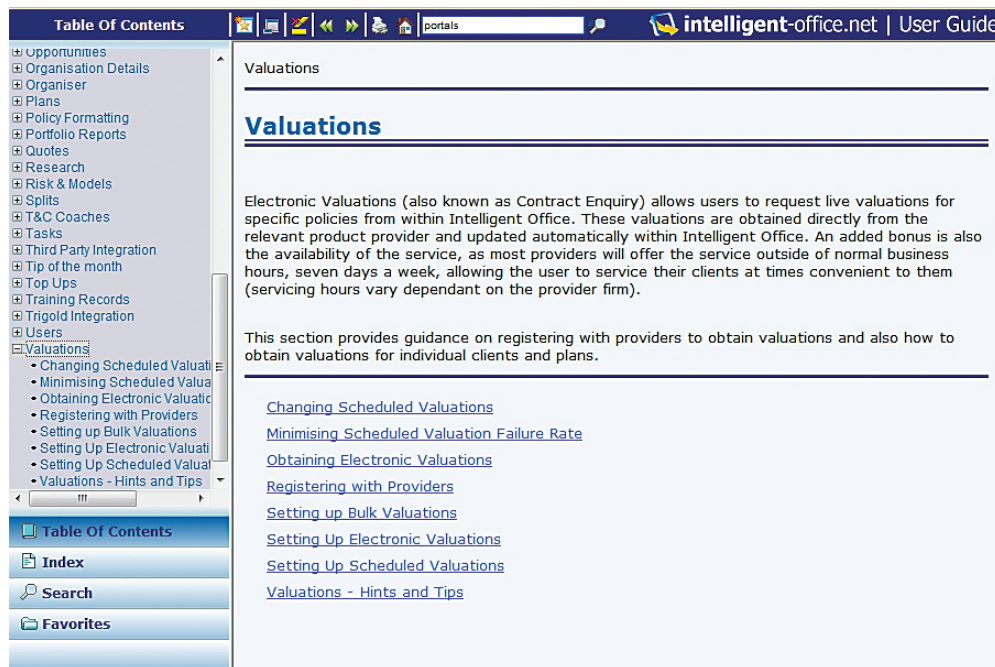 Table Of Contents
portals
intelligent-office.net | User Guide
Opportunities
Organisation Details
Organiser
Plans
Policy Formatting
Portfolio Reports
Quotes
Research
Risk & Models
Splits
T&C Coaches
Tasks
Third Party Integration
Tip of the month
Top Ups
Training Records
Trigold Integration
Users
Valuations
Changing Scheduled Valuati
Minimising Scheduled Valua
Obtaining Electronic Valuatic
Registering with Providers
Setting up Bulk Valuations
Setting Up Electronic Valuati
Setting Up Scheduled Valuat
Valuations - Hints and Tips
Table Of Contents
Index
Search
Favorites
Valuations
Valuations
Electronic Valuations (also known as Contract Enquiry) allows users to request live valuations for
specific policies from within Intelligent Office. These valuations are obtained directly from the
relevant product provider and updated automatically within Intelligent Office. An added bonus is also
the availability of the service, as most providers will offer the service outside of normal business
hours, seven days a week, allowing the user to service their clients at times convenient to them
(servicing hours vary dependant on the provider firm).
This section provides guidance on registering with providers to obtain valuations and also how to
obtain valuations for individual clients and plans.
Changing Scheduled Valuations
Minimising Scheduled Valuation Failure Rate
Obtaining Electronic Valuations
Registering with Providers
Setting up Bulk Valuations
Setting Up Electronic Valuations
Setting Up Scheduled Valuations
Valuations - Hints and Tips